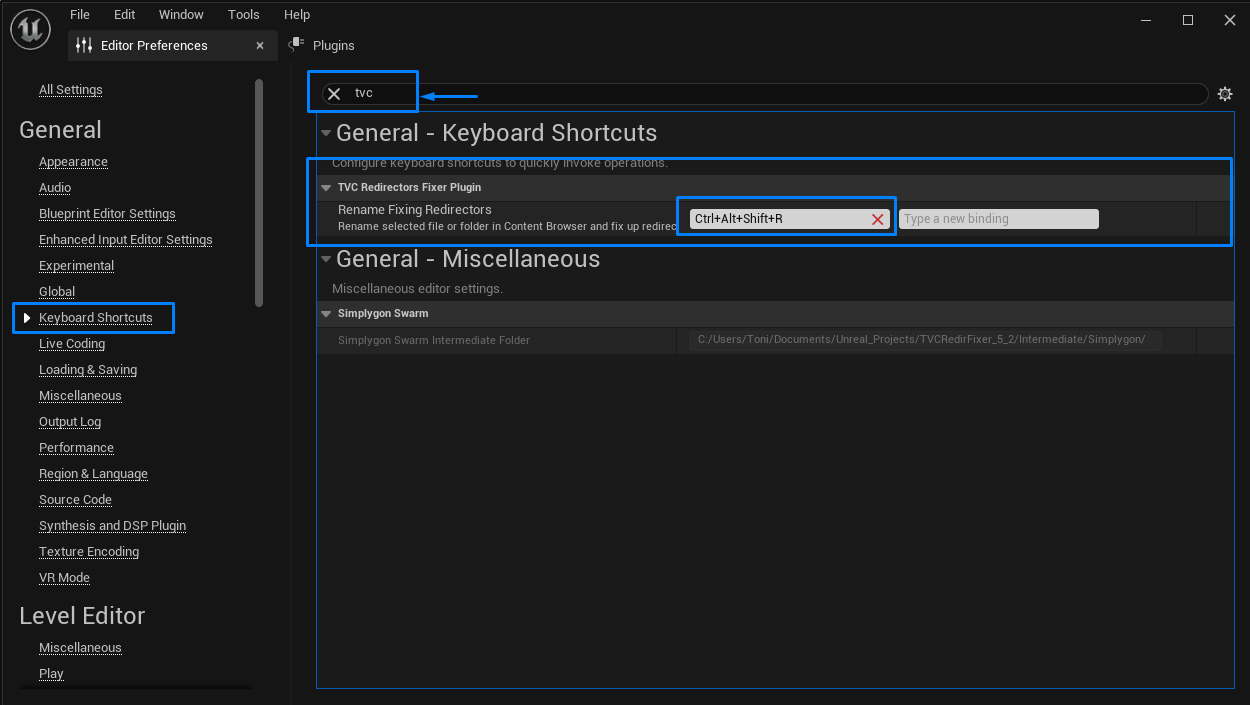 File Edit Window Tools Help
Editor Preferences
Plugins
All Settings
General
Appearance
Audio
Blueprint Editor Settings
Enhanced Input Editor Settings
Experimental
Global
Keyboard Shortcuts
Live Coding
Loading & Saving
Miscellaneous
Output Log
Performance
Region & Language
Source Code
Synthesis and DSP Plugin
Texture Encoding
VR Mode
Level Editor
Miscellaneous
Play
tvc
General - Keyboard Shortcuts
Configure keyboard shortcuts to quickly invoke operations.
TVC Redirectors Fixer Plugin
Rename Fixing Redirectors
Rename selected file or folder in Content Browser and fix up redirec
Ctrl+Alt+Shift+R
Type a new binding
General - Miscellaneous
Miscellaneous editor settings.
Simplygon Swarm
Simplygon Swarm Intermediate Folder
C:/Users/Toni/Documents/Unreal_Projects/TVCRedirFixer_5_2/Intermediate/Simplygon/